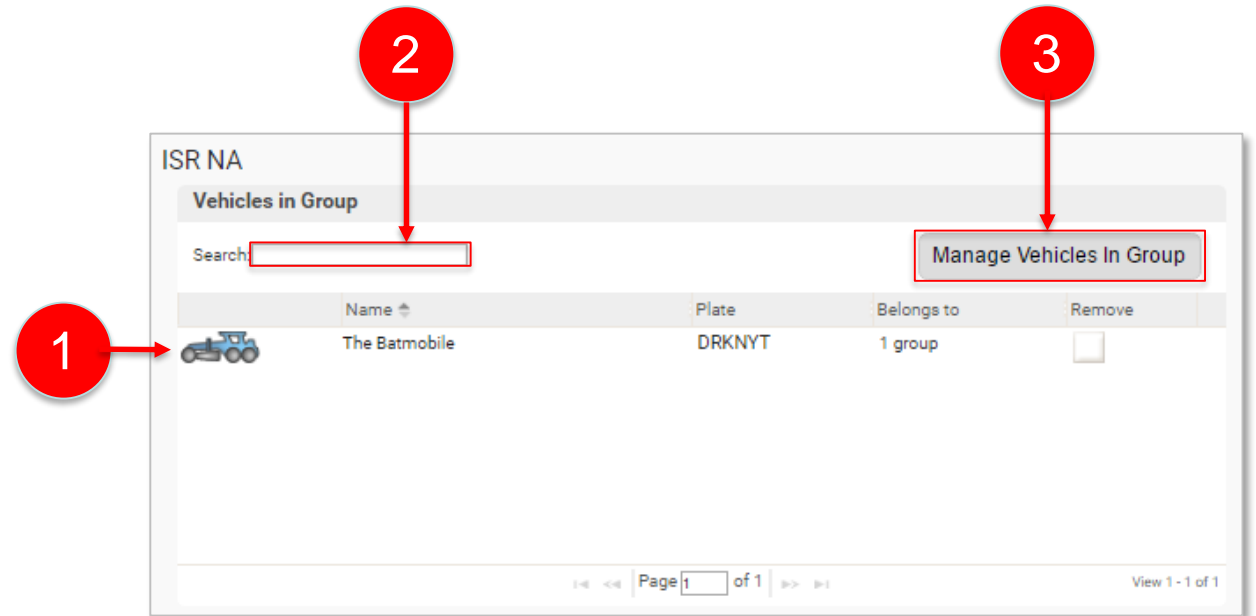 2 3
ISR NA
Vehicles in Group
Search: Manage Vehicles In Group
Name Plate Belongs to Remove
1 The Batmobile DRKNYT 1 group
Page 1 of 1 View 1 - 1 of 1